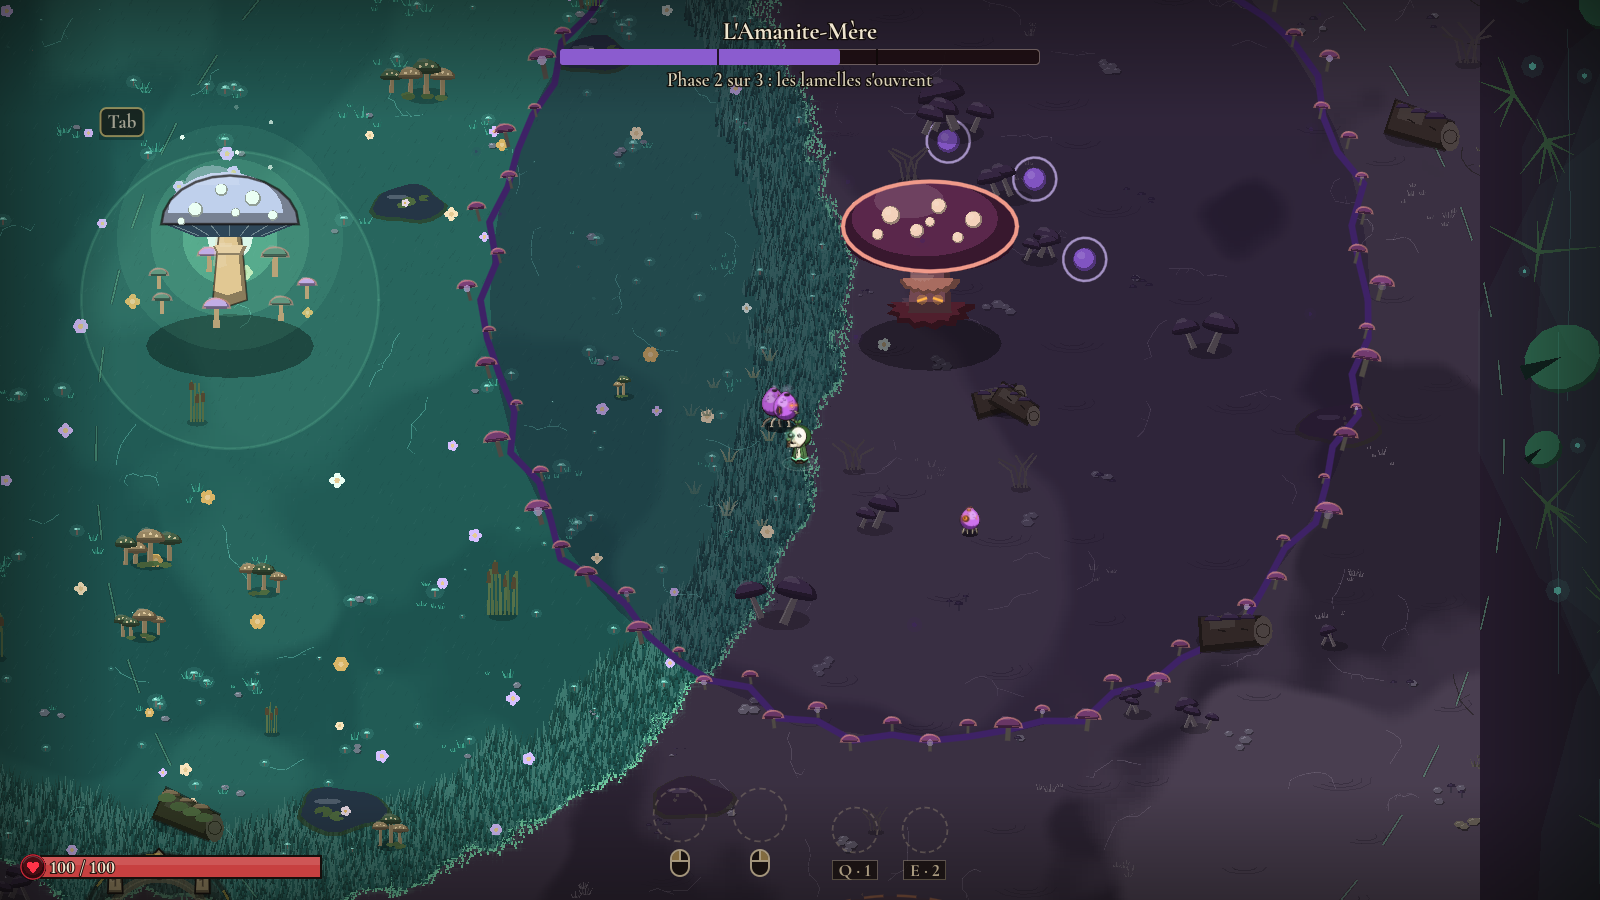 L'Amanite-Mère
Phase 2 sur 3 : les lamelles s'ouvrent
Tab
100 / 100
Q · 1
E · 2